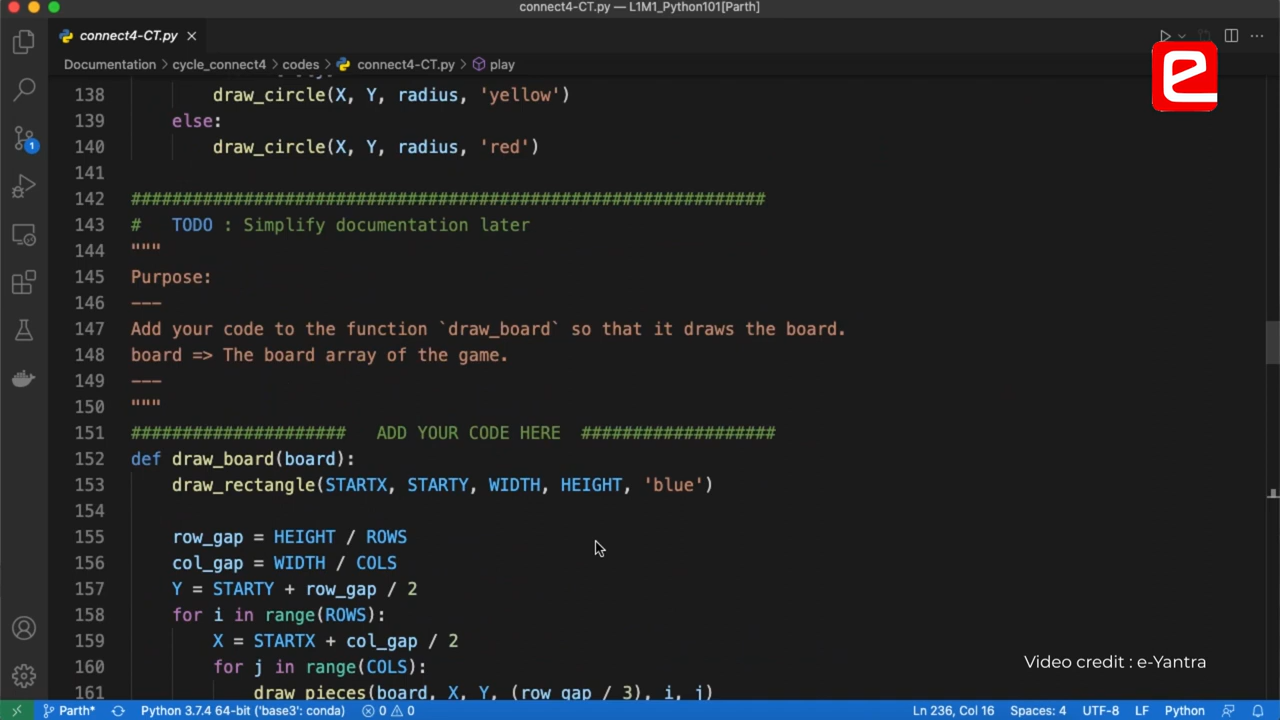 connect4-CT.py — L1M1_Python101[Parth]
connect4-CT.py
Documentation > cycle_connect4 > codes > connect4-CT.py > play
138 draw_circle(X, Y, radius, 'yellow')
139 else:
140 draw_circle(X, Y, radius, 'red')
141
142 ##############################################################
143 #   TODO : Simplify documentation later
144 """
145 Purpose:
146 ---
147 Add your code to the function `draw_board` so that it draws the board.
148 board => The board array of the game.
149 ---
150 """
151 #####################   ADD YOUR CODE HERE  ###################
152 def draw_board(board):
153 draw_rectangle(STARTX, STARTY, WIDTH, HEIGHT, 'blue')
154
155 row_gap = HEIGHT / ROWS
156 col_gap = WIDTH / COLS
157 Y = STARTY + row_gap / 2
158 for i in range(ROWS):
159 X = STARTX + col_gap / 2
160 for j in range(COLS):
161 draw_pieces(board, X, Y, (row_gap / 3), i, j)
e
1
Video credit : e-Yantra
Parth* Python 3.7.4 64-bit ('base3': conda) 0 0 Ln 236, Col 16 Spaces: 4 UTF-8 LF Python